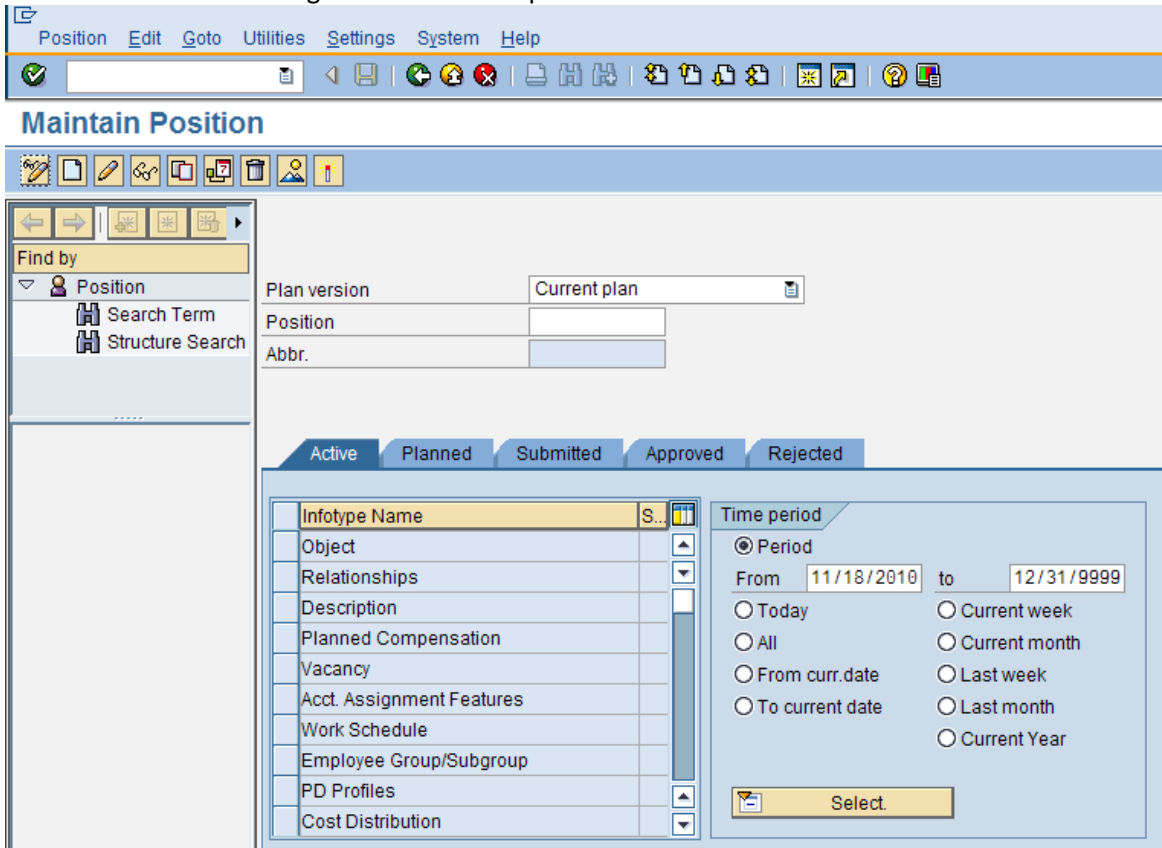 Position Edit Goto Utilities Settings System Help
Maintain Position
Find by
Position
Search Term
Structure Search
Plan version Current plan
Position
Abbr.
Active Planned Submitted Approved Rejected
Infotype Name S..
Object
Relationships
Description
Planned Compensation
Vacancy
Acct. Assignment Features
Work Schedule
Employee Group/Subgroup
PD Profiles
Cost Distribution
Time period
Period
From 11/18/2010 to 12/31/9999
Today Current week
All Current month
From curr.date Last week
To current date Last month
Current Year
Select.